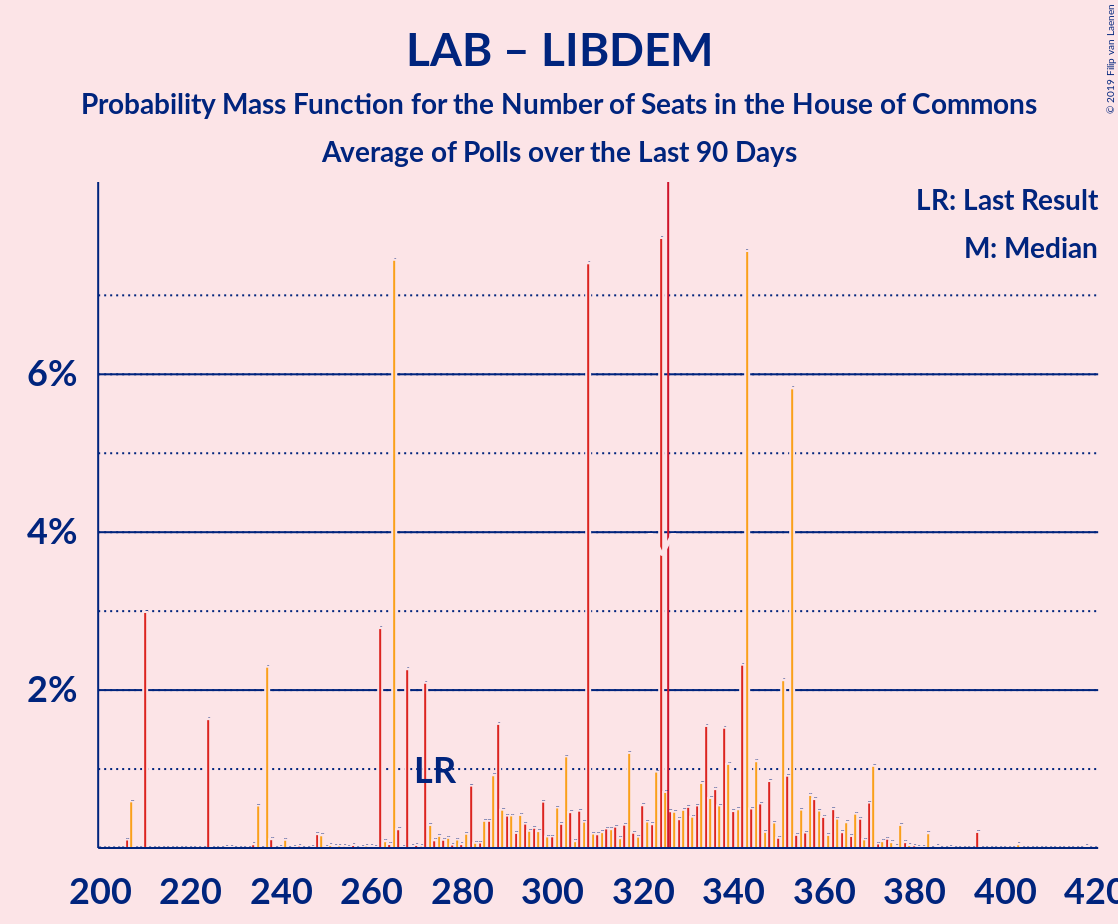 LAB – LIBDEM
Probability Mass Function for the Number of Seats in the House of Commons
Average of Polls over the Last 90 Days
© 2019 Filip van Laenen
LR: Last Result
M: Median
6%
4%
2%
LR
200 220 240 260 280 300 320 340 360 380 400 420